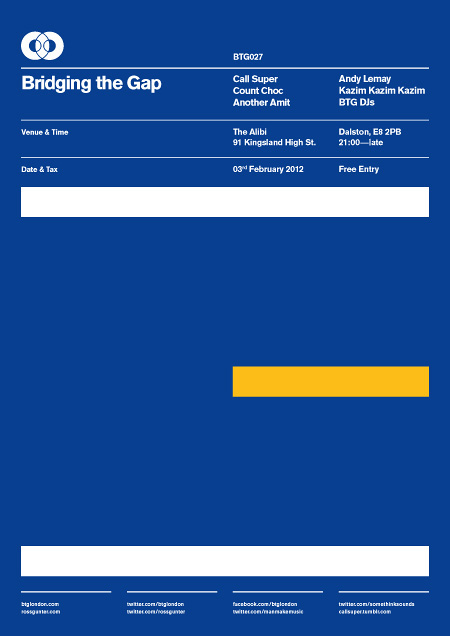 BTG027
Bridging the Gap
Call Super
Count Choc
Another Amit
Andy Lemay
Kazim Kazim Kazim
BTG DJs
Venue & Time
The Alibi
91 Kingsland High St.
Dalston, E8 2PB
21:00—late
Date & Tax
03rd February 2012
Free Entry
btglondon.com
rossgunter.com
twitter.com/btglondon
twitter.com/rossgunter
facebook.com/btglondon
twitter.com/manmakemusic
twitter.com/somethinksounds
callsuper.tumblr.com